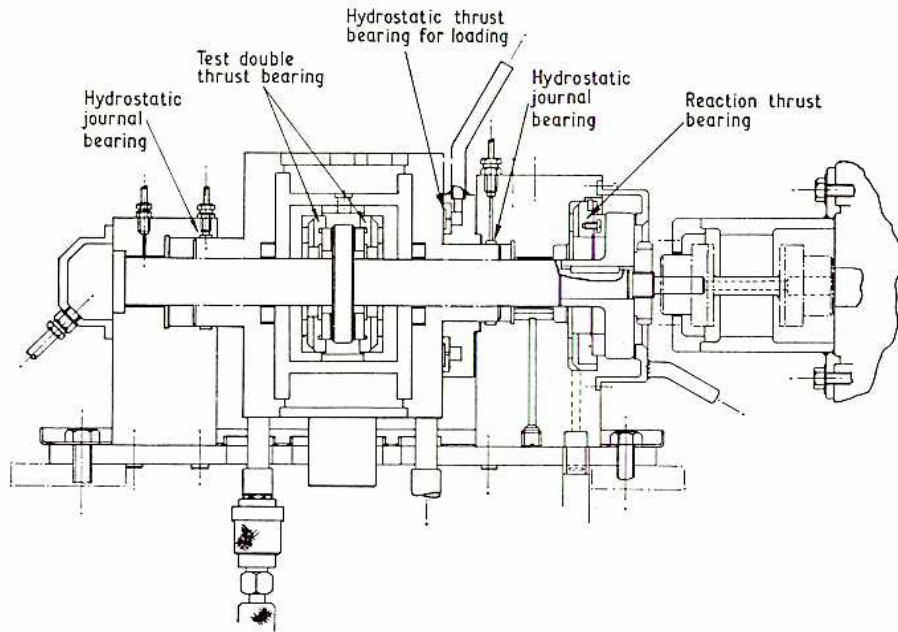 Hydrostatic thrust
bearing for loading
Test double
thrust bearing
Hydrostatic
journal
bearing
Hydrostatic
journal
bearing
Reaction thrust
bearing